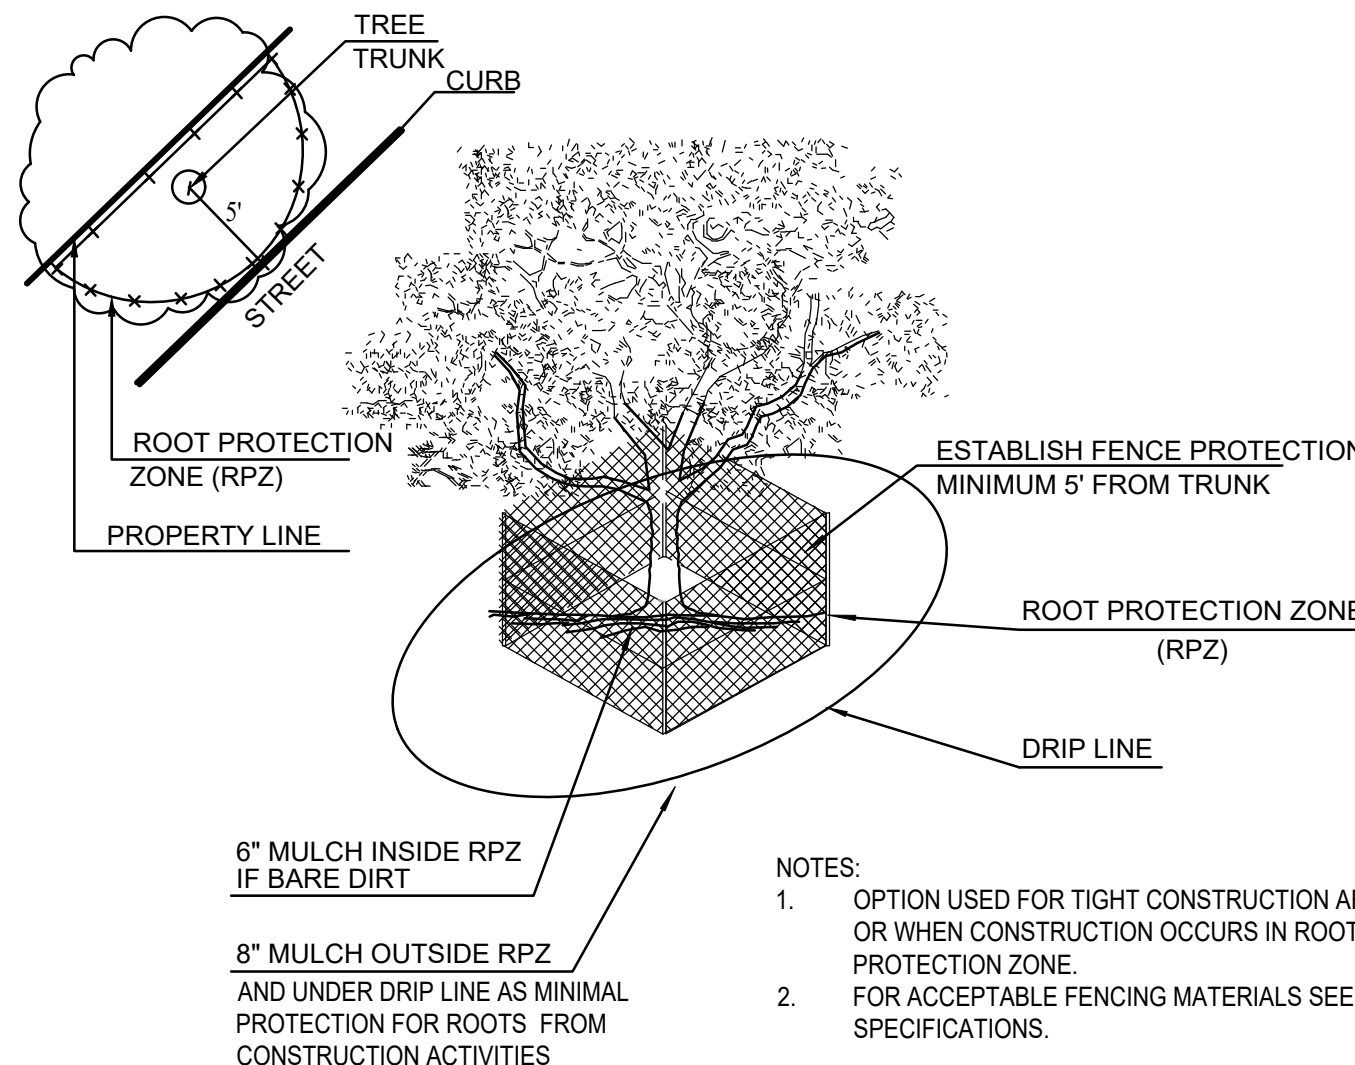 TREE
TRUNK
CURB
5'
STREET
ROOT PROTECTION
ZONE (RPZ)
PROPERTY LINE
ESTABLISH FENCE PROTECTION
MINIMUM 5' FROM TRUNK
ROOT PROTECTION ZONE
(RPZ)
DRIP LINE
6" MULCH INSIDE RPZ
IF BARE DIRT
8" MULCH OUTSIDE RPZ
AND UNDER DRIP LINE AS MINIMAL
PROTECTION FOR ROOTS FROM
CONSTRUCTION ACTIVITIES
NOTES:
1. OPTION USED FOR TIGHT CONSTRUCTION
OR WHEN CONSTRUCTION OCCURS IN ROOT
PROTECTION ZONE.
2. FOR ACCEPTABLE FENCING MATERIALS SEE
SPECIFICATIONS.